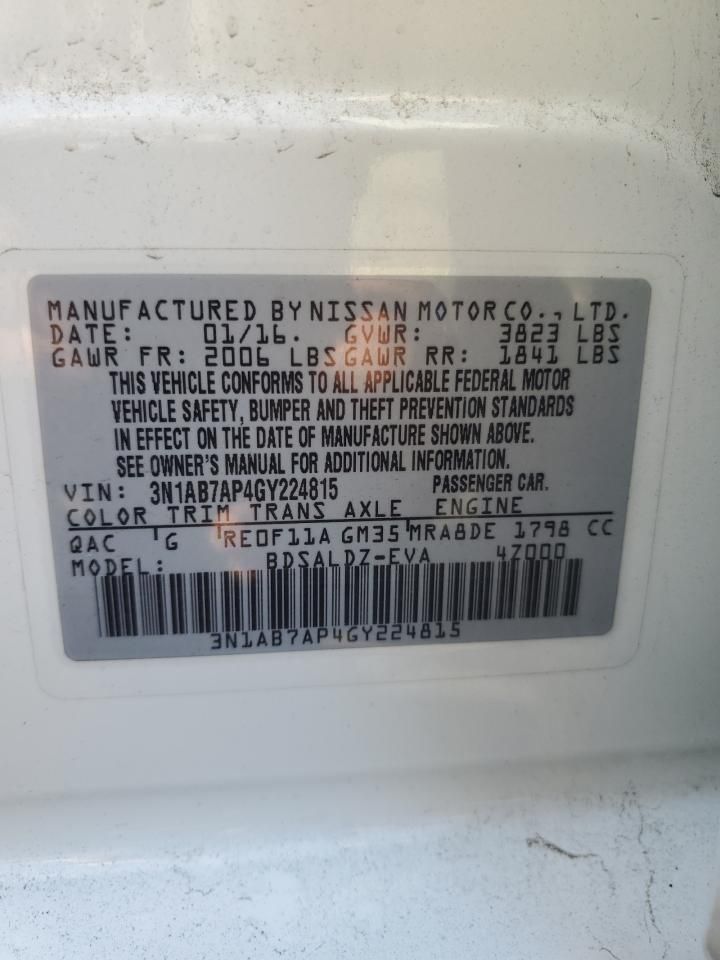 MANUFACTURED BY NISSAN MOTOR CO., LTD.
DATE: 01/16. GVWR: 3823 LBS
GAWR FR: 2006 LBS GAWR RR: 1841 LBS
THIS VEHICLE CONFORMS TO ALL APPLICABLE FEDERAL MOTOR
VEHICLE SAFETY, BUMPER AND THEFT PREVENTION STANDARDS
IN EFFECT ON THE DATE OF MANUFACTURE SHOWN ABOVE.
SEE OWNER'S MANUAL FOR ADDITIONAL INFORMATION.
VIN: 3N1AB7AP4GY224815 PASSENGER CAR.
COLOR TRIM TRANS AXLE ENGINE
QAC G RE0F11A GM35 MRA8DE 1798 CC
MODEL: BDSALDZ-EVA 4Z000
3N1AB7AP4GY224815